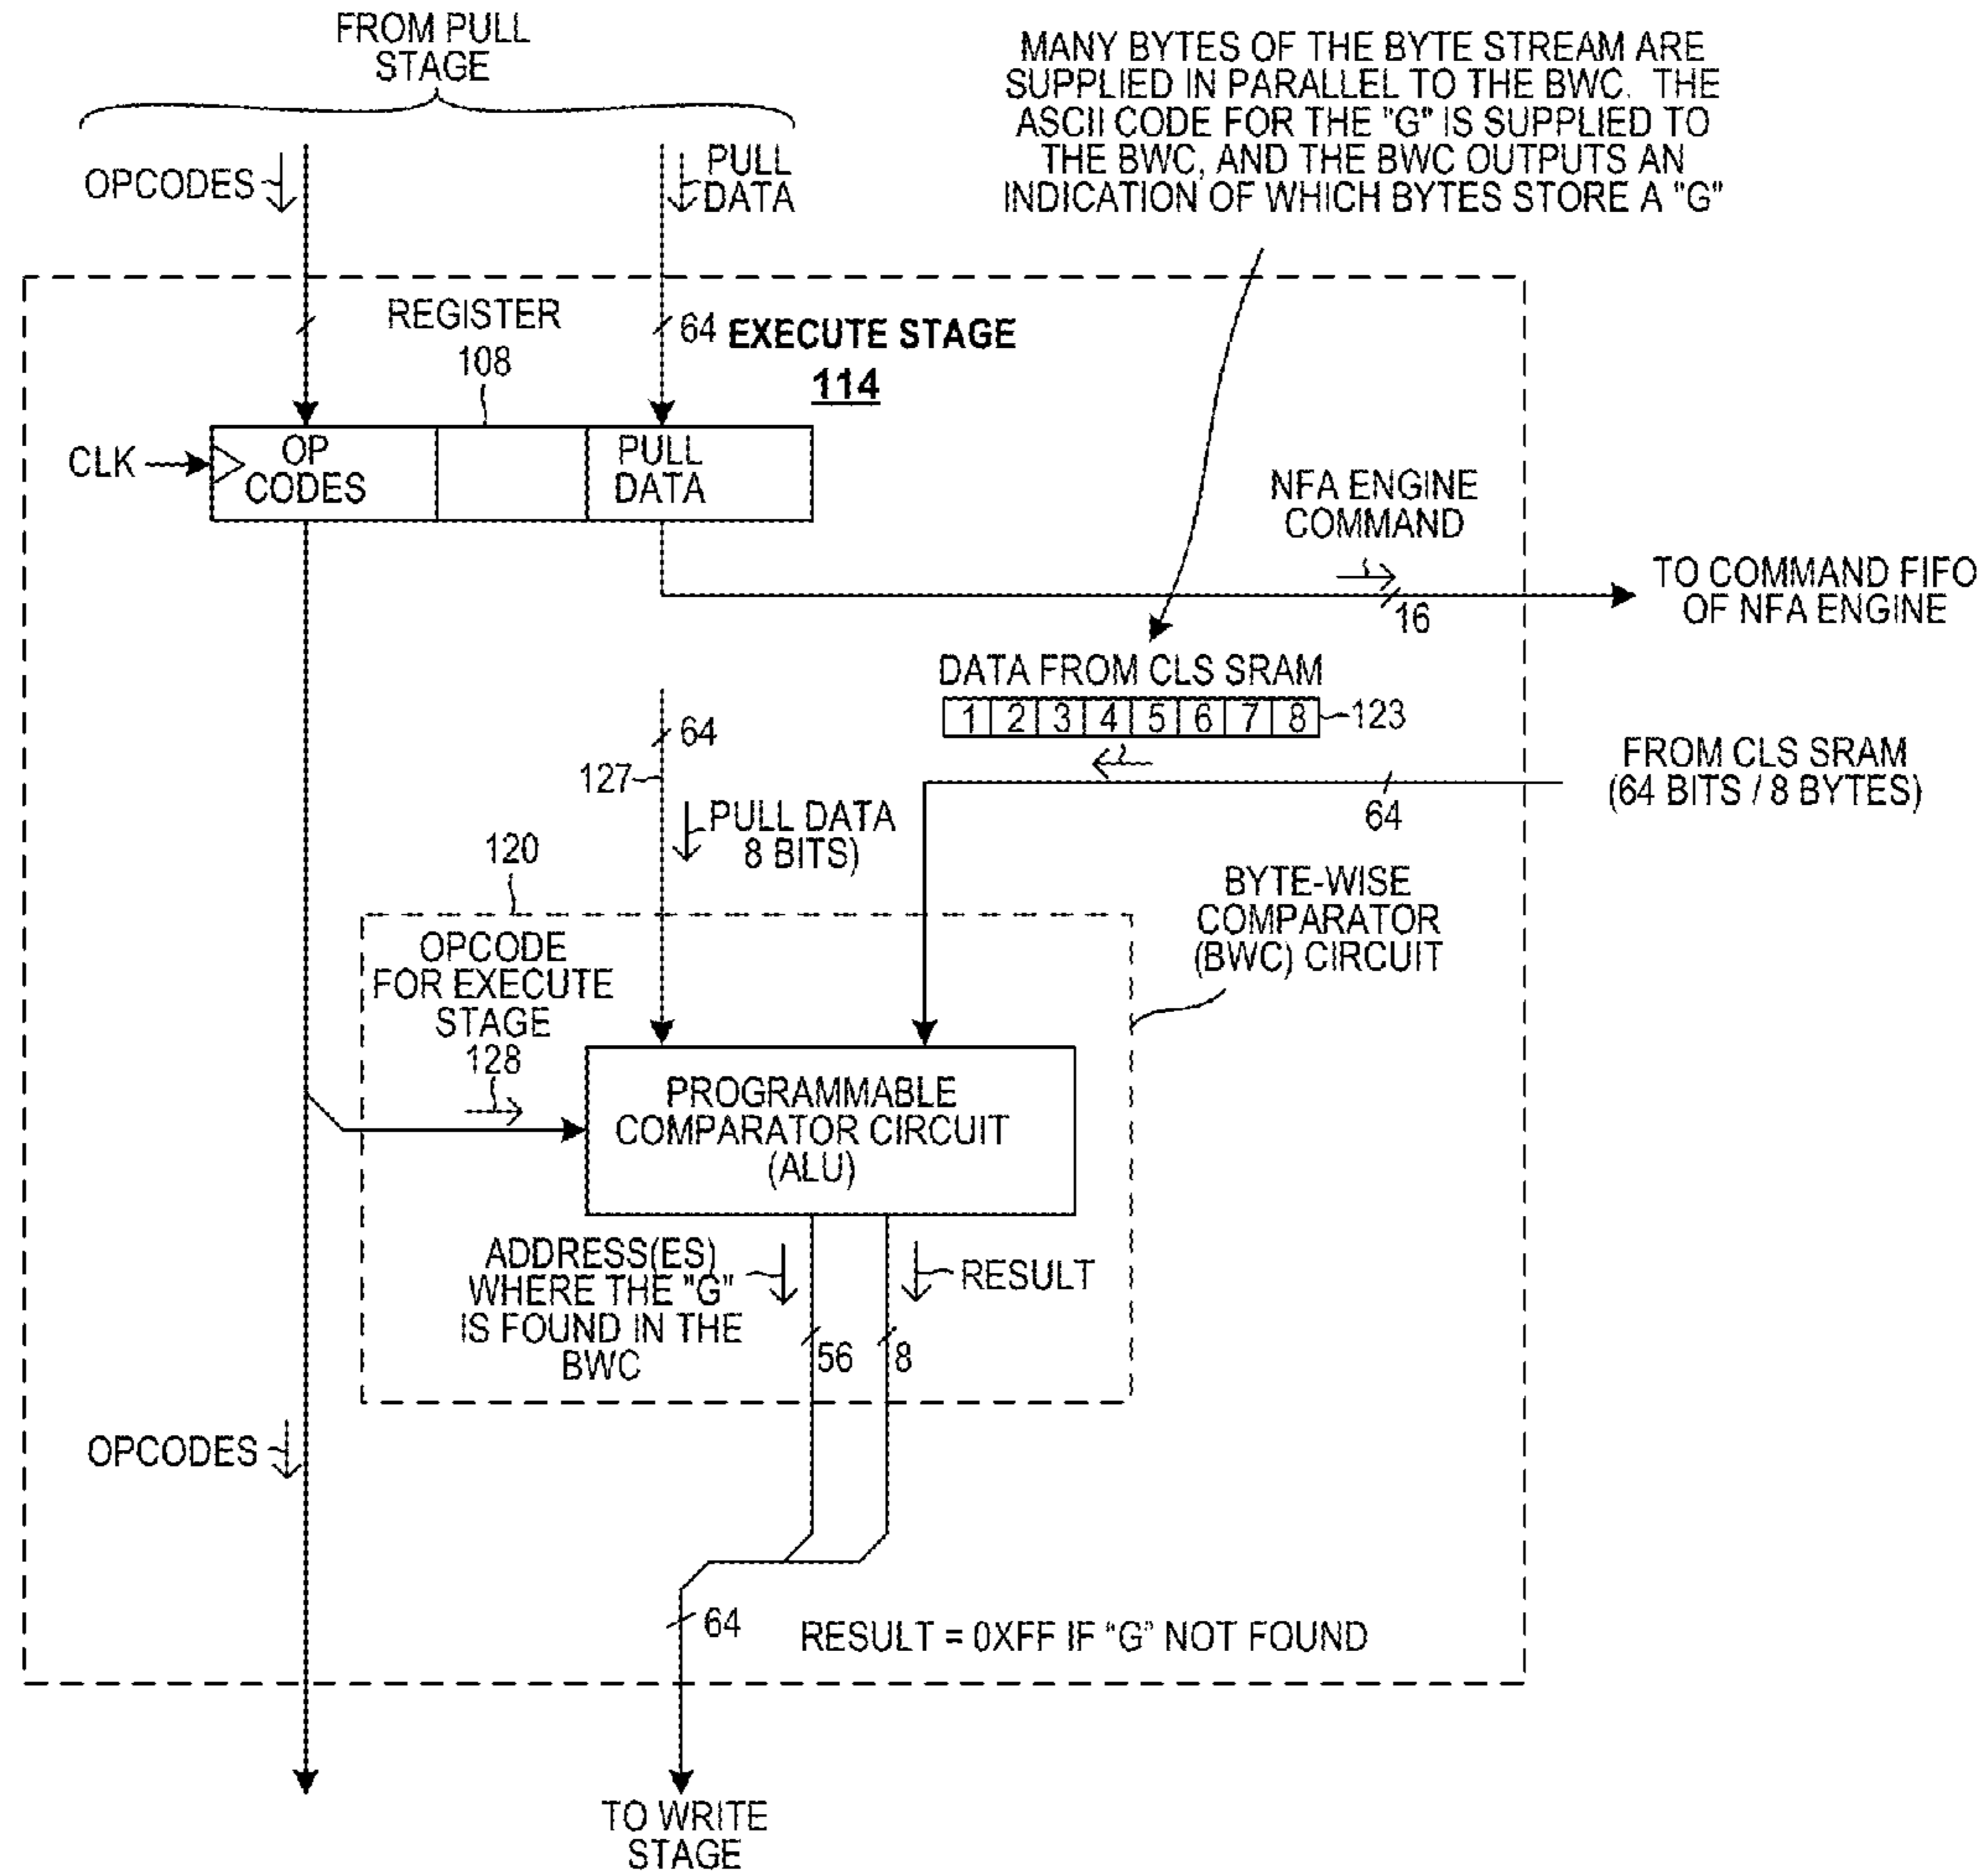 FROM PULL
STAGE
MANY BYTES OF THE BYTE STREAM ARE
SUPPLIED IN PARALLEL TO THE BWC. THE
ASCII CODE FOR THE "G" IS SUPPLIED TO
THE BWC, AND THE BWC OUTPUTS AN
INDICATION OF WHICH BYTES STORE A "G"
OPCODES
PULL
DATA
REGISTER
108
64
EXECUTE STAGE
114
CLK
OP
CODES
PULL
DATA
NFA ENGINE
COMMAND
16
TO COMMAND FIFO
OF NFA ENGINE
DATA FROM CLS SRAM
1 2 3 4 5 6 7 8
123
64
127
FROM CLS SRAM
(64 BITS / 8 BYTES)
64
PULL DATA
8 BITS)
120
BYTE-WISE
COMPARATOR
(BWC) CIRCUIT
OPCODE
FOR EXECUTE
STAGE
128
PROGRAMMABLE
COMPARATOR CIRCUIT
(ALU)
ADDRESS(ES)
WHERE THE "G"
IS FOUND IN THE
BWC
RESULT
56
8
OPCODES
64
RESULT = 0XFF IF "G" NOT FOUND
TO WRITE
STAGE